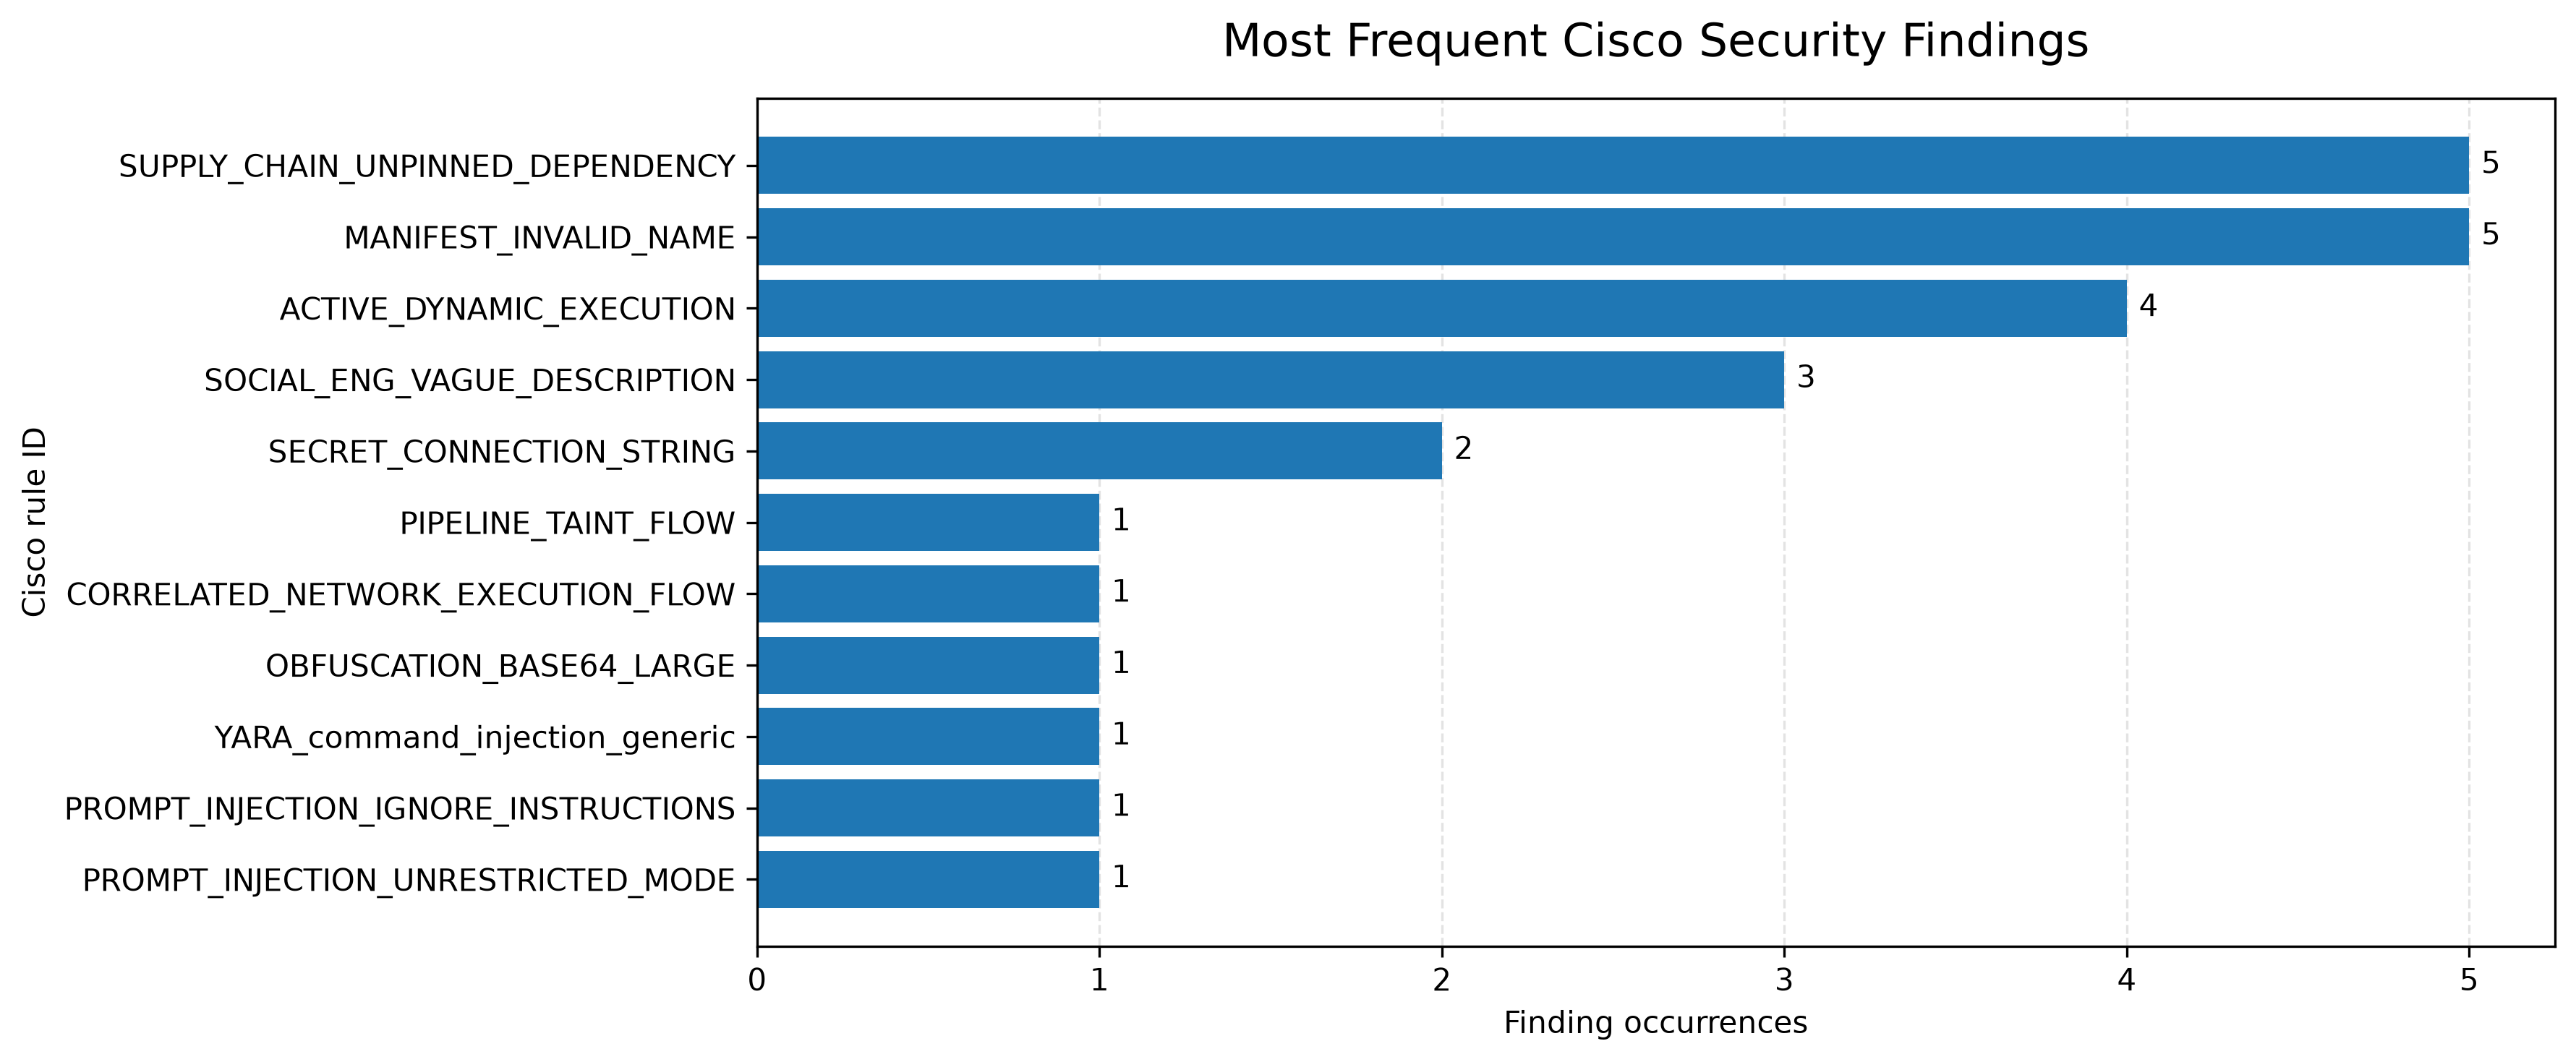 Most Frequent Cisco Security Findings
Cisco rule ID
SUPPLY_CHAIN_UNPINNED_DEPENDENCY 5
MANIFEST_INVALID_NAME 5
ACTIVE_DYNAMIC_EXECUTION 4
SOCIAL_ENG_VAGUE_DESCRIPTION 3
SECRET_CONNECTION_STRING 2
PIPELINE_TAINT_FLOW 1
CORRELATED_NETWORK_EXECUTION_FLOW 1
OBFUSCATION_BASE64_LARGE 1
YARA_command_injection_generic 1
PROMPT_INJECTION_IGNORE_INSTRUCTIONS 1
PROMPT_INJECTION_UNRESTRICTED_MODE 1
0 1 2 3 4 5
Finding occurrences